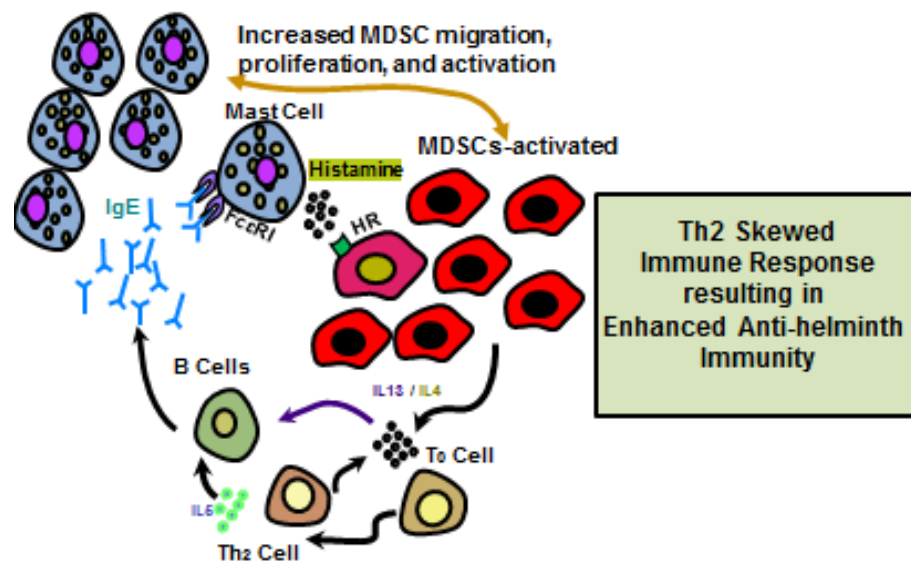 Increased MDSC migration,
proliferation, and activation
Mast Cell
MDSCs-activated
Histamine
IgE
FcεRI
HR
Th2 Skewed
Immune Response
resulting in
Enhanced Anti-helminth
Immunity
B Cells
IL13 / IL4
T0 Cell
IL5
Th2 Cell